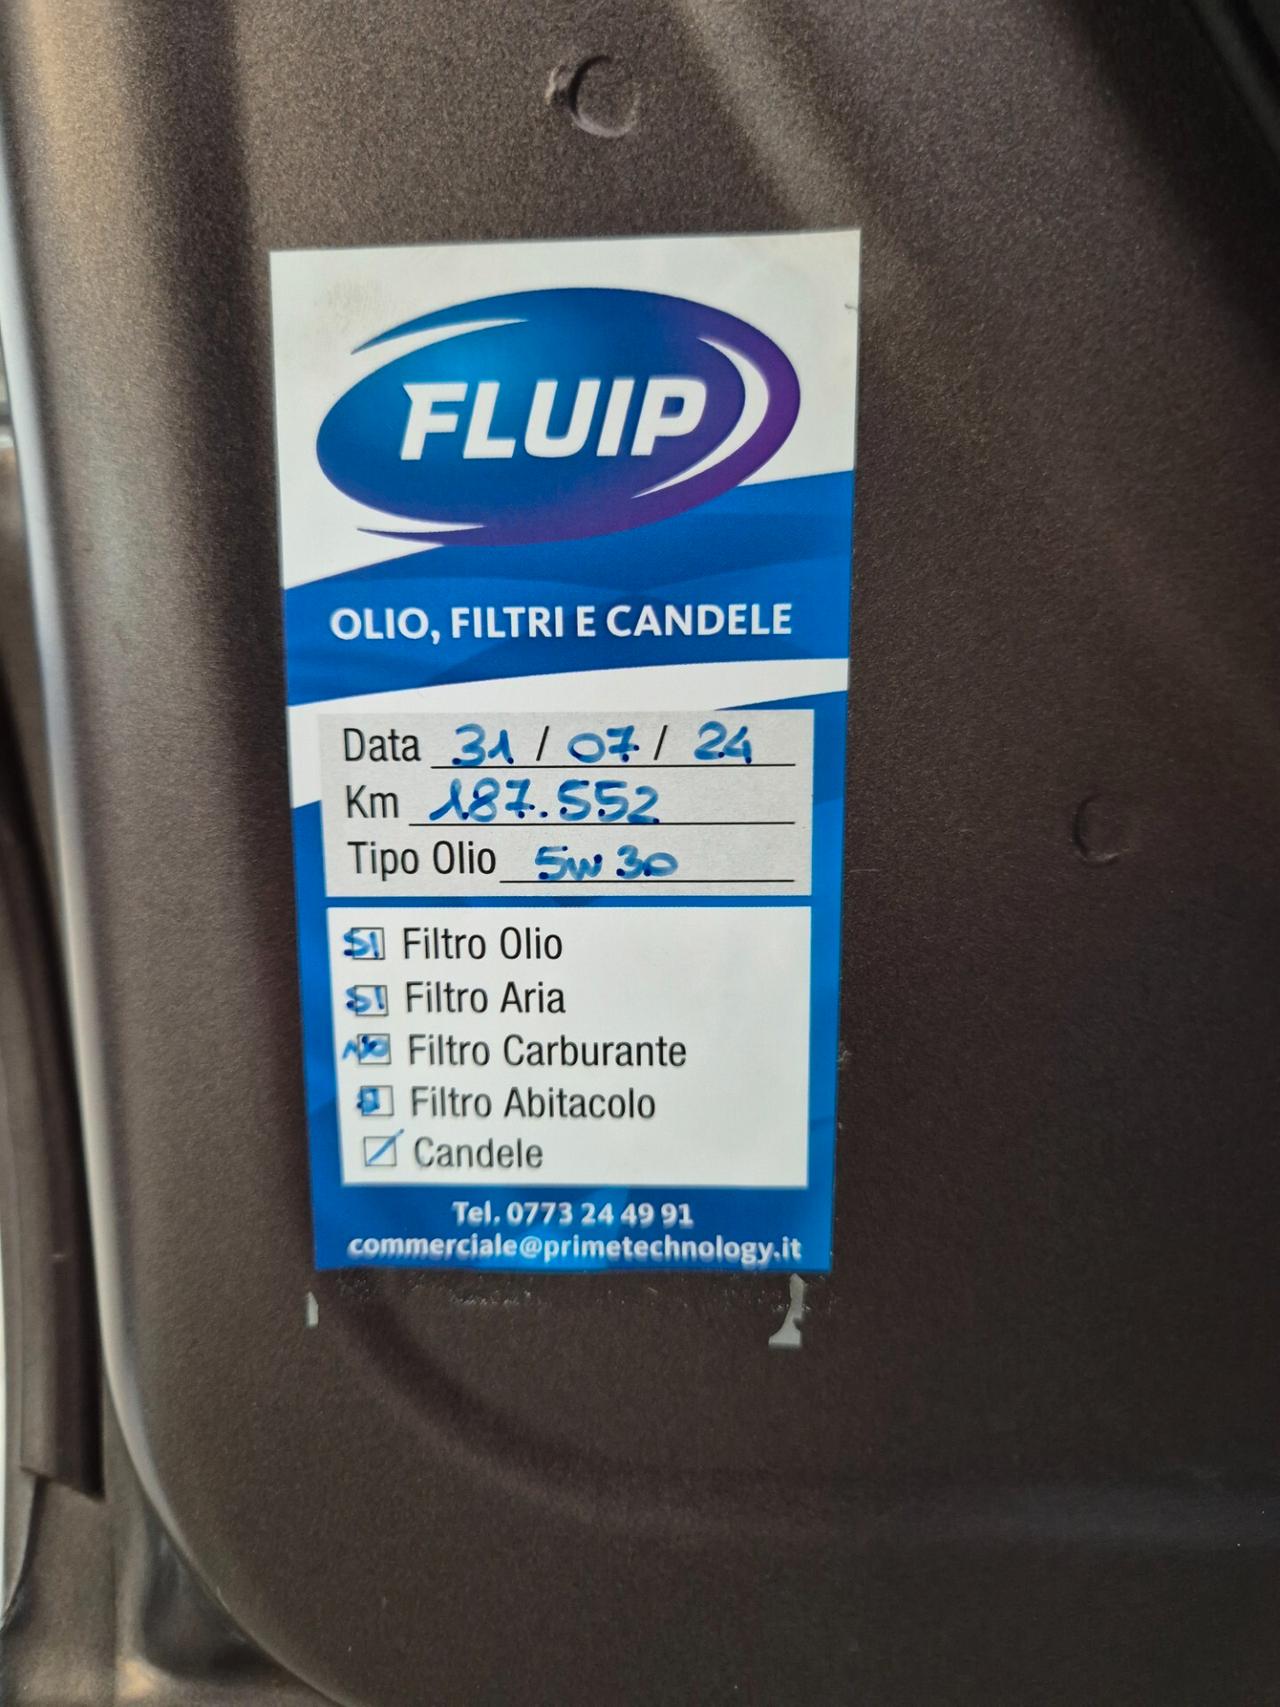 FLUIP
OLIO, FILTRI E CANDELE
Data 31 / 07 / 24
Km 187.552
Tipo Olio 5w30
SI Filtro Olio
SI Filtro Aria
NO Filtro Carburante
Filtro Abitacolo
Candele
Tel. 0773 24 49 91
commerciale@primetechnology.it